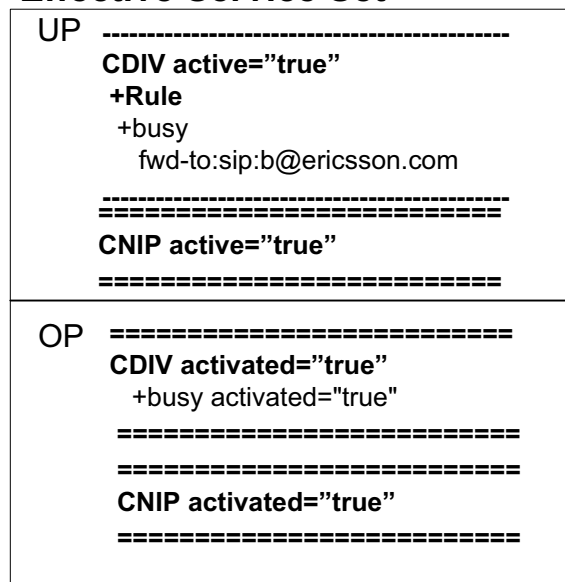 Effective Service Set
UP ---------------------------------------------
CDIV active=”true”
+Rule
+busy
fwd-to:sip:b@ericsson.com
---------------------------------------------
==========================
CNIP active=”true”
==========================
OP ==========================
CDIV activated=”true”
+busy activated="true"
==========================
==========================
CNIP activated=”true”
==========================